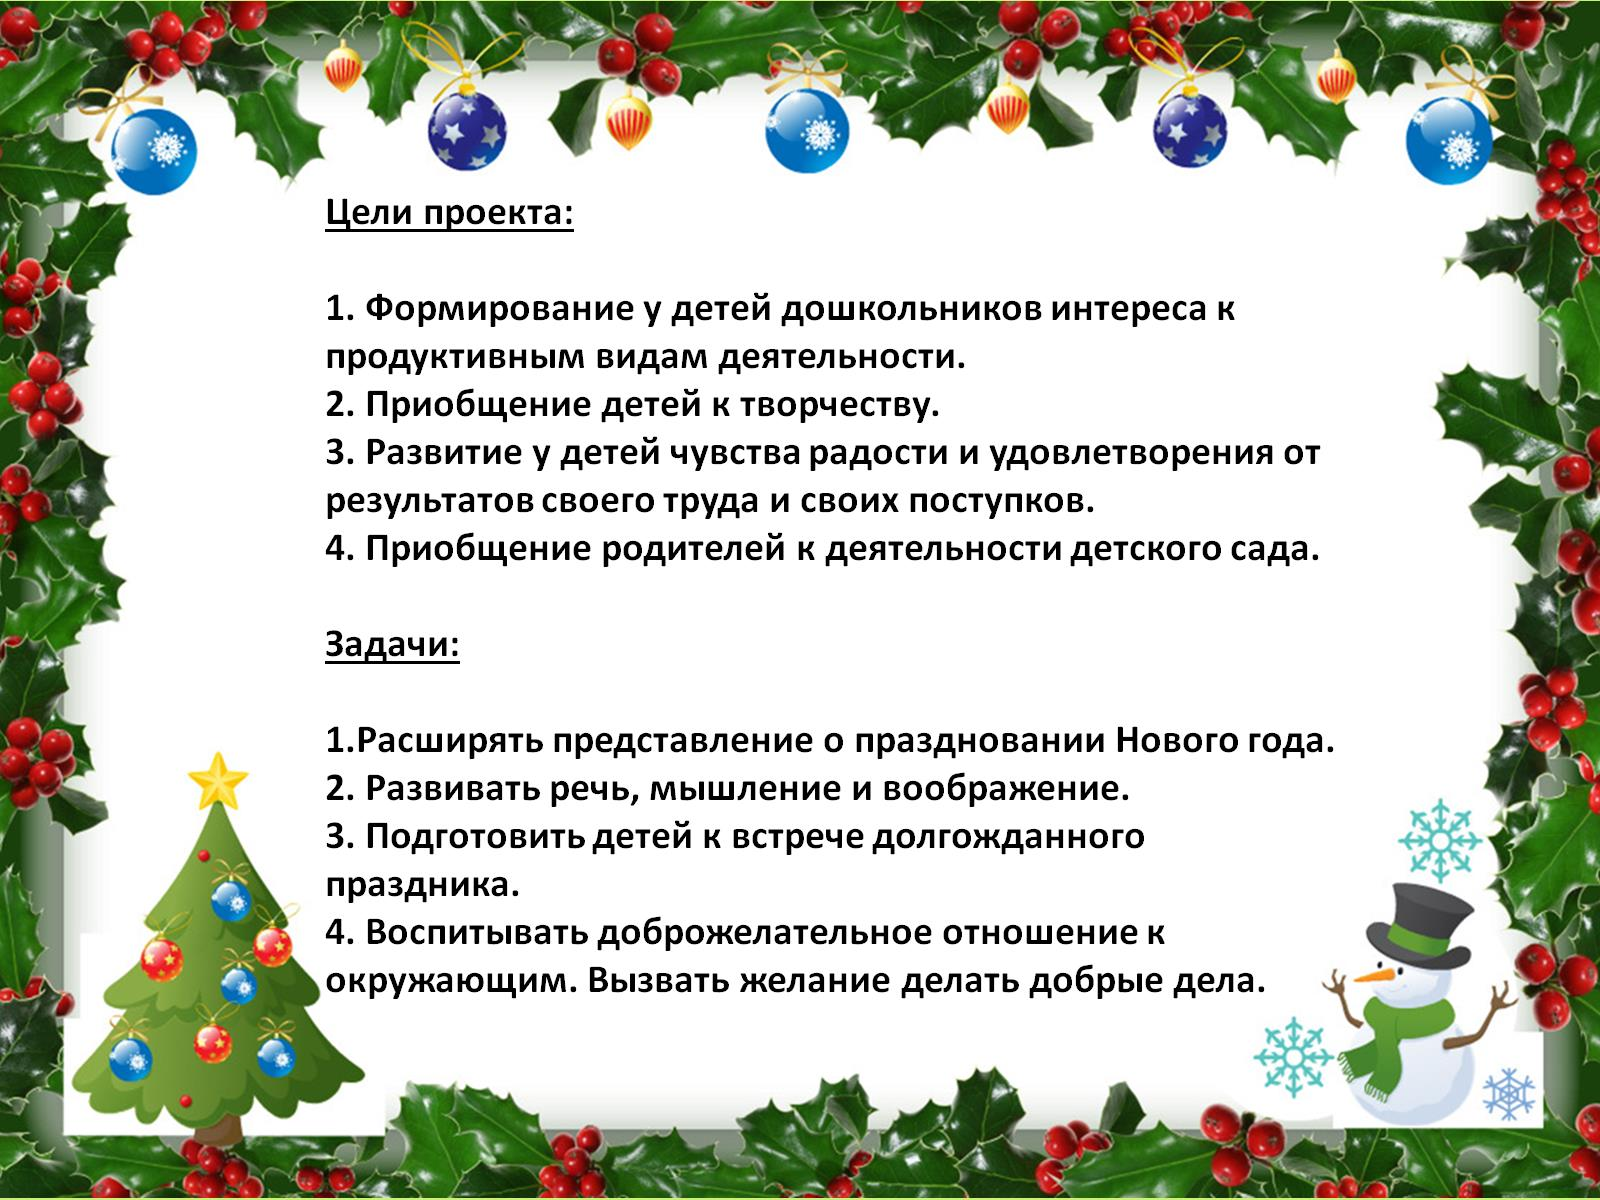 Цели проекта:
1. Формирование у детей дошкольников интереса к
продуктивным видам деятельности.
2. Приобщение детей к творчеству.
3. Развитие у детей чувства радости и удовлетворения от
результатов своего труда и своих поступков.
4. Приобщение родителей к деятельности детского сада.
Задачи:
1.Расширять представление о праздновании Нового года.
2. Развивать речь, мышление и воображение.
3. Подготовить детей к встрече долгожданного
праздника.
4. Воспитывать доброжелательное отношение к
окружающим. Вызвать желание делать добрые дела.